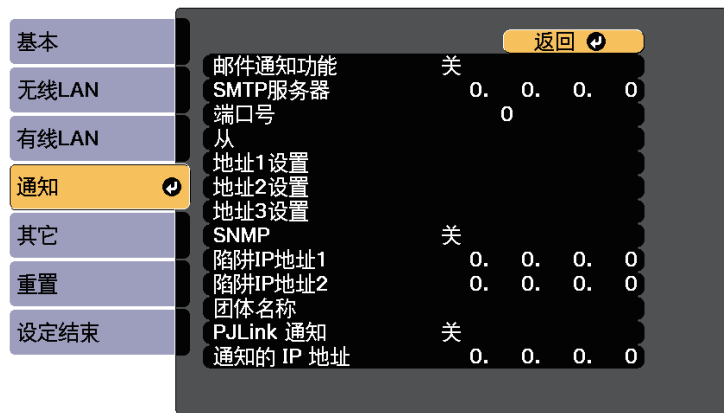 基本
无线LAN
有线LAN
通知
其它
重置
设定结束
返回
邮件通知功能 关
SMTP服务器 0. 0. 0. 0
端口号 0
从
地址1设置
地址2设置
地址3设置
SNMP 关
陷阱IP地址1 0. 0. 0. 0
陷阱IP地址2 0. 0. 0. 0
团体名称
PJLink 通知 关
通知的 IP 地址 0. 0. 0. 0